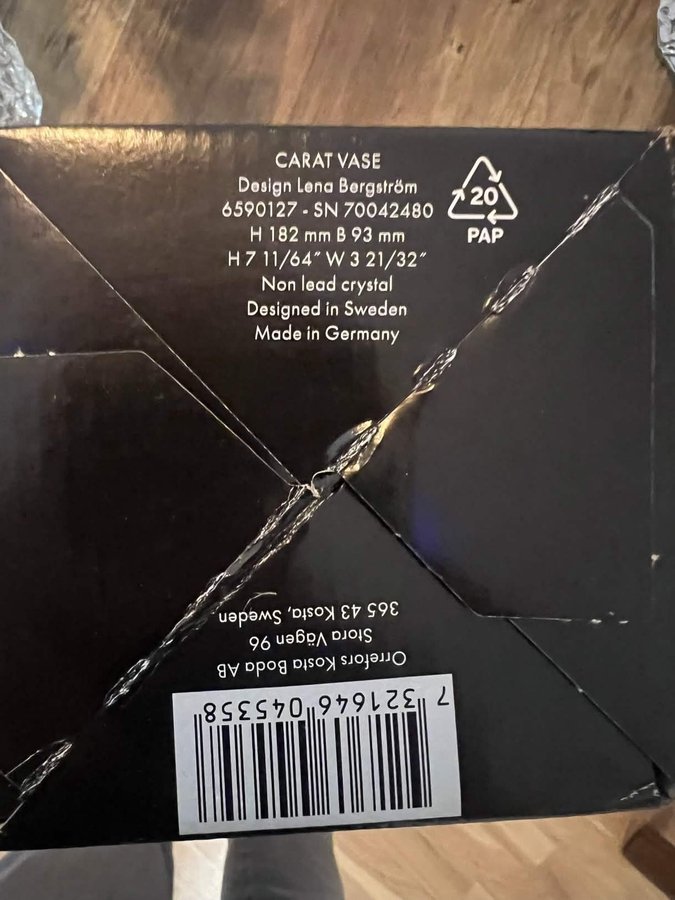 CARAT VASE
Design Lena Bergström
6590127 - SN 70042480
H 182 mm B 93 mm
H 7 11/64″ W 3 21/32″
Non lead crystal
Designed in Sweden
Made in Germany
20
PAP
Orrefors Kosta Boda AB
Stora Vägen 96
365 43 Kosta, Sweden
7 321646 045358